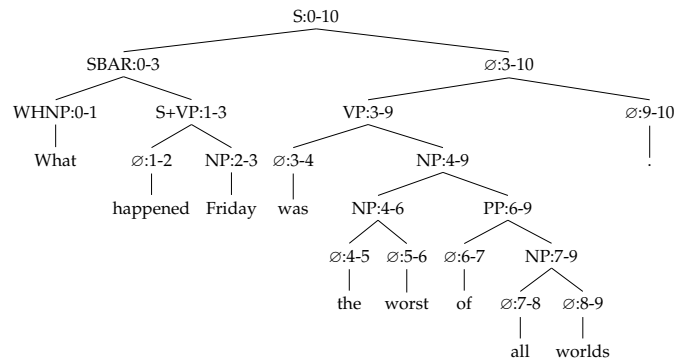 S:0-10
SBAR:0-3 ∅:3-10
WHNP:0-1 S+VP:1-3 VP:3-9 ∅:9-10
What ∅:1-2 NP:2-3 ∅:3-4 NP:4-9 .
happened Friday was NP:4-6 PP:6-9
∅:4-5 ∅:5-6 ∅:6-7 NP:7-9
the worst of ∅:7-8 ∅:8-9
all worlds